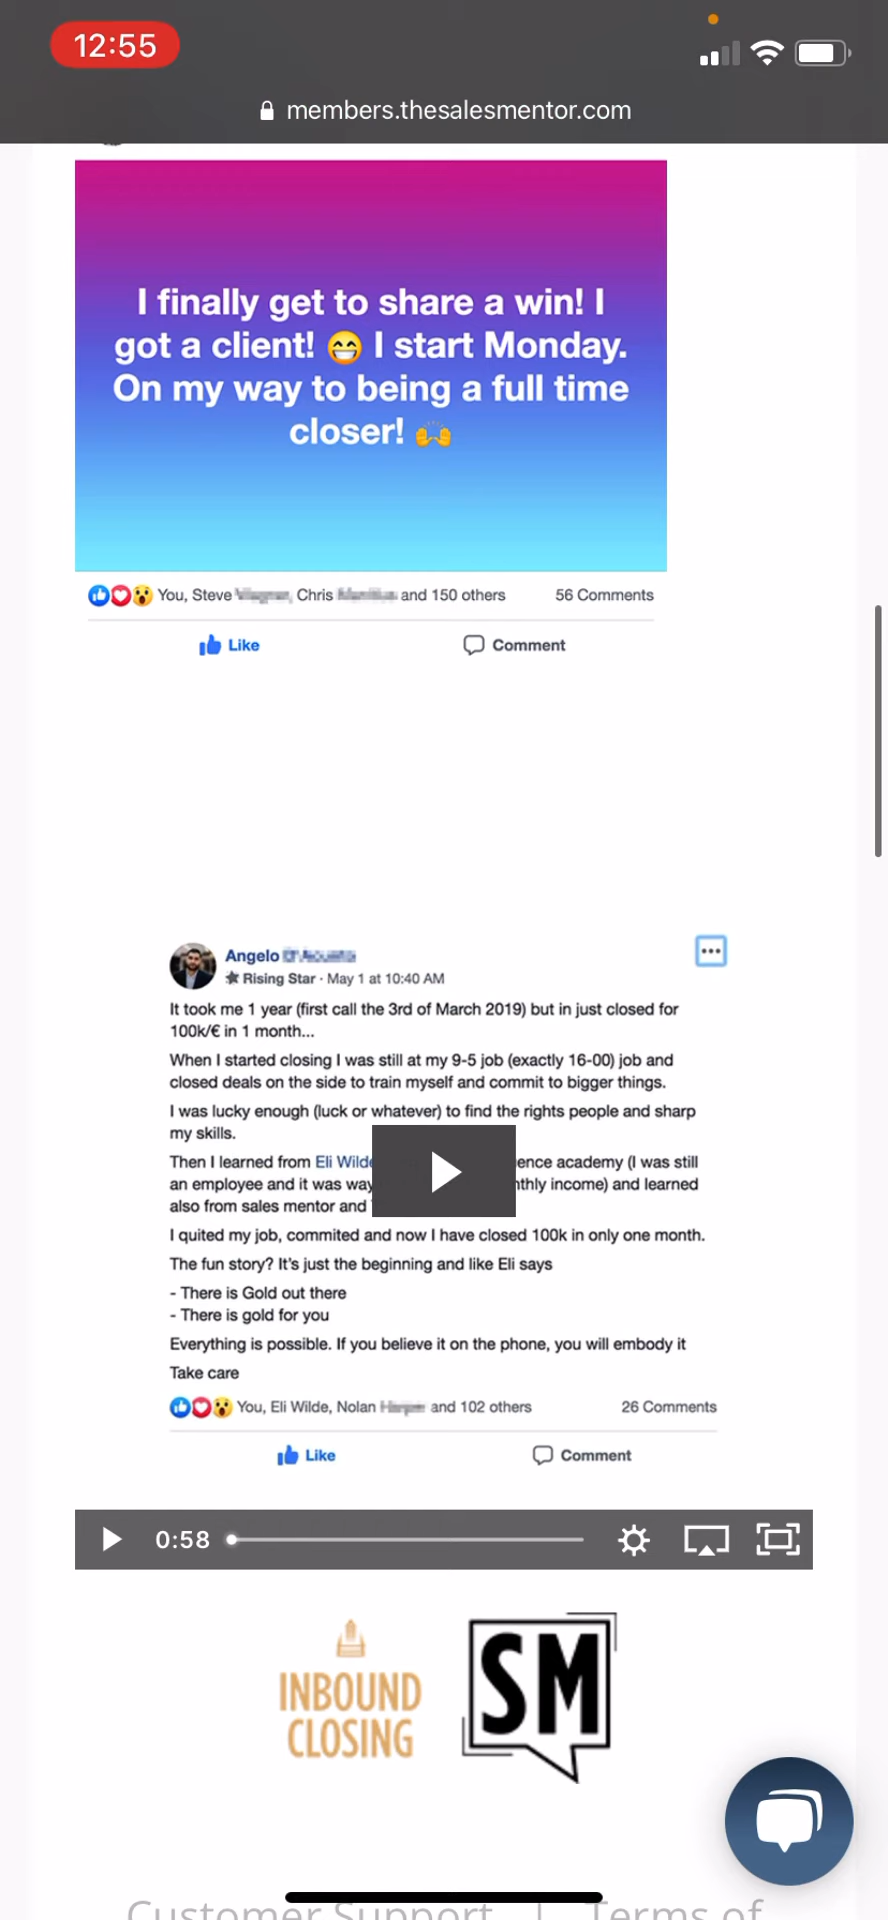 12:55
members.thesalesmentor.com
I finally get to share a win! I
got a client! 😁 I start Monday.
On my way to being a full time
closer! 🙌
You, Steve Chris and 150 others 56 Comments
Like Comment
Angelo
Rising Star · May 1 at 10:40 AM
It took me 1 year (first call the 3rd of March 2019) but in just closed for
100k/€ in 1 month...
When I started closing I was still at my 9-5 job (exactly 16-00) job and
closed deals on the side to train myself and commit to bigger things.
I was lucky enough (luck or whatever) to find the rights people and sharp
my skills.
Then I learned from Eli Wilde ence academy (I was still
an employee and it was way nthly income) and learned
also from sales mentor and
I quited my job, commited and now I have closed 100k in only one month.
The fun story? It's just the beginning and like Eli says
- There is Gold out there
- There is gold for you
Everything is possible. If you believe it on the phone, you will embody it
Take care
You, Eli Wilde, Nolan and 102 others 26 Comments
Like Comment
0:58
INBOUND
CLOSING
SM
Customer Support | Terms of